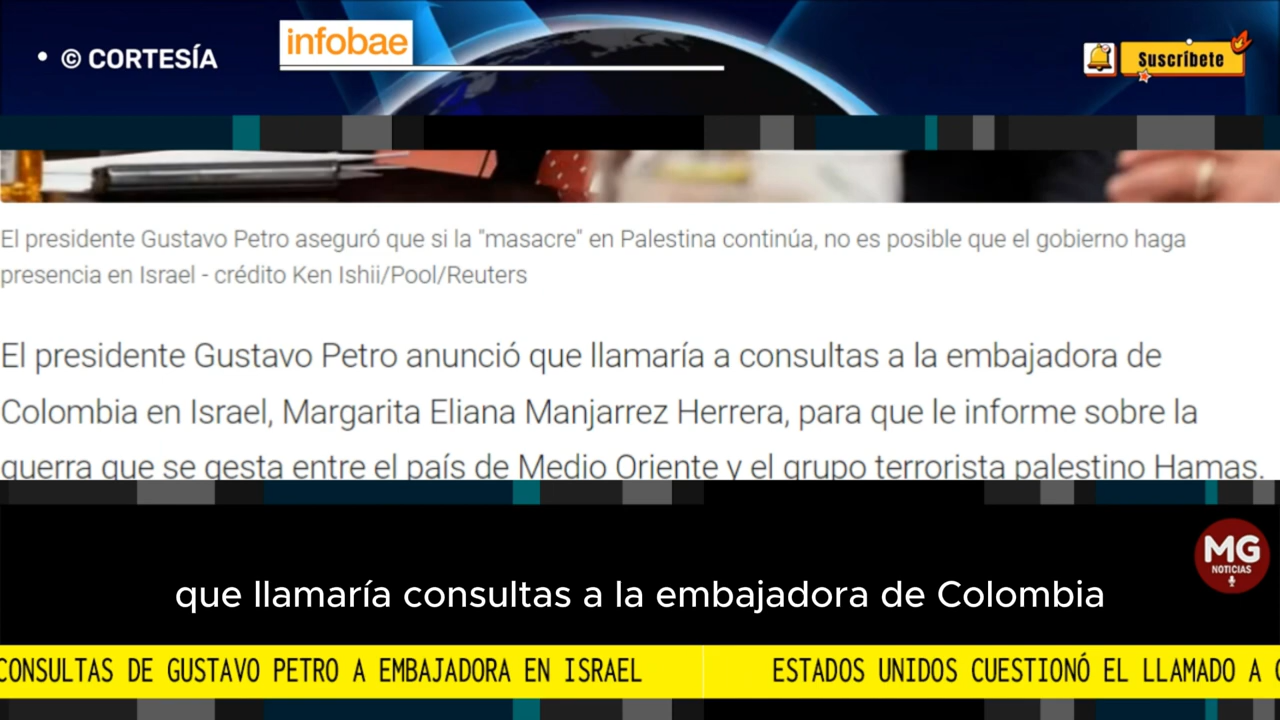 © CORTESÍA
infobae
Suscríbete
El presidente Gustavo Petro aseguró que si la "masacre" en Palestina continúa, no es posible que el gobierno haga
presencia en Israel - crédito Ken Ishii/Pool/Reuters
El presidente Gustavo Petro anunció que llamaría a consultas a la embajadora de
Colombia en Israel, Margarita Eliana Manjarrez Herrera, para que le informe sobre la
guerra que se gesta entre el país de Medio Oriente y el grupo terrorista palestino Hamas.
MG
NOTICIAS
que llamaría consultas a la embajadora de Colombia
CONSULTAS DE GUSTAVO PETRO A EMBAJADORA EN ISRAEL ESTADOS UNIDOS CUESTIONÓ EL LLAMADO A